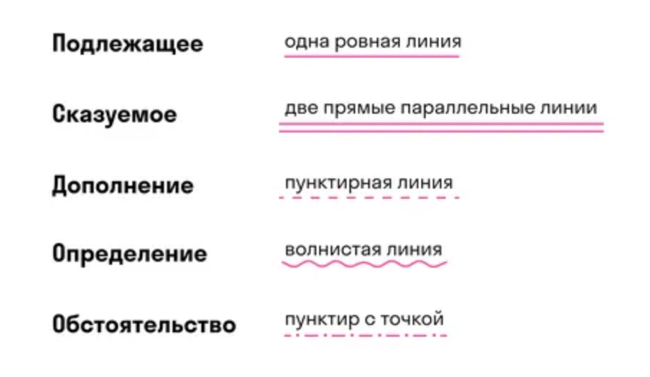 Подлежащее одна ровная линия
Сказуемое две прямые параллельные линии
Дополнение пунктирная линия
Определение волнистая линия
Обстоятельство пунктир с точкой